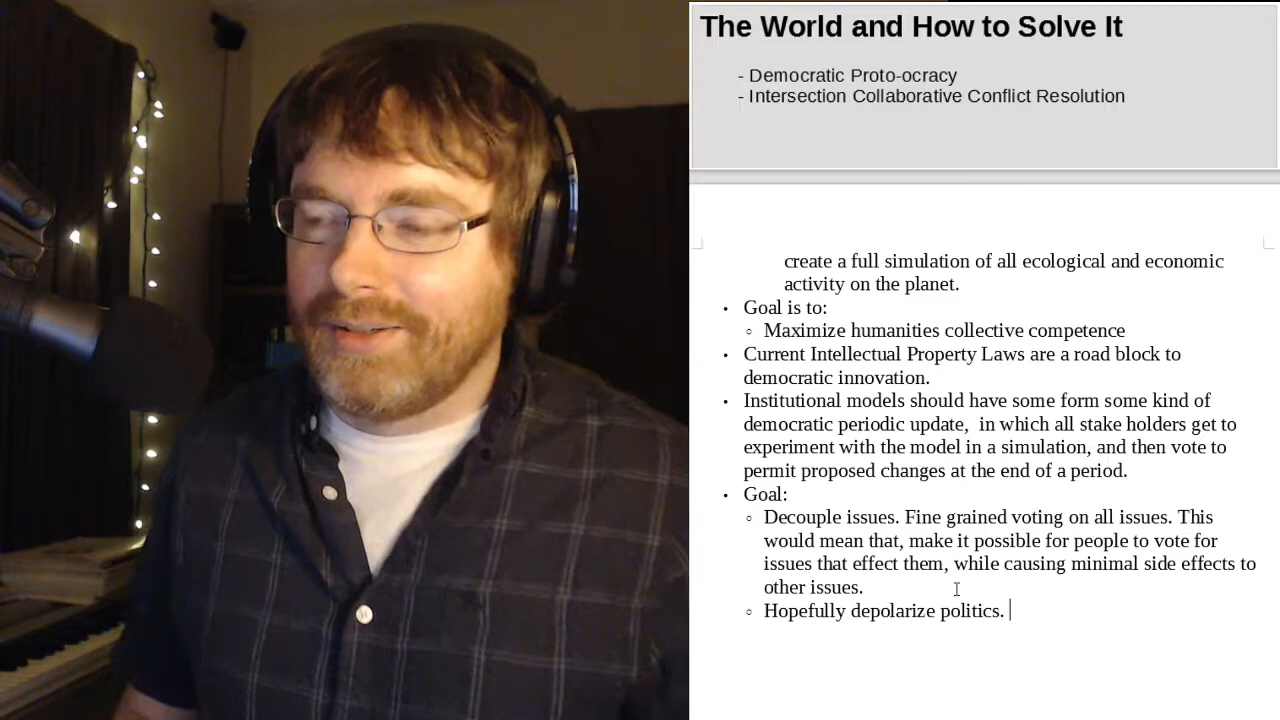 The World and How to Solve It
- Democratic Proto-ocracy
- Intersection Collaborative Conflict Resolution
create a full simulation of all ecological and economic
activity on the planet.
• Goal is to:
◦ Maximize humanities collective competence
• Current Intellectual Property Laws are a road block to
democratic innovation.
• Institutional models should have some form some kind of
democratic periodic update,  in which all stake holders get to
experiment with the model in a simulation, and then vote to
permit proposed changes at the end of a period.
• Goal:
◦ Decouple issues. Fine grained voting on all issues. This
would mean that, make it possible for people to vote for
issues that effect them, while causing minimal side effects to
other issues.
◦ Hopefully depolarize politics.